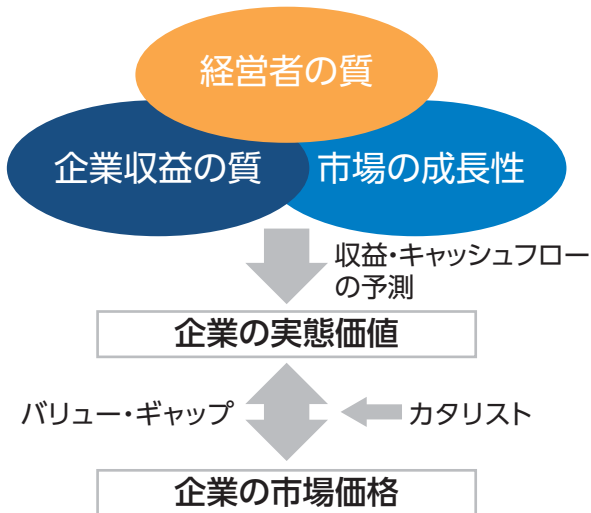 経営者の質
企業収益の質
市場の成長性
収益・キャッシュフロー
の予測
企業の実態価値
バリュー・ギャップ
カタリスト
企業の市場価格